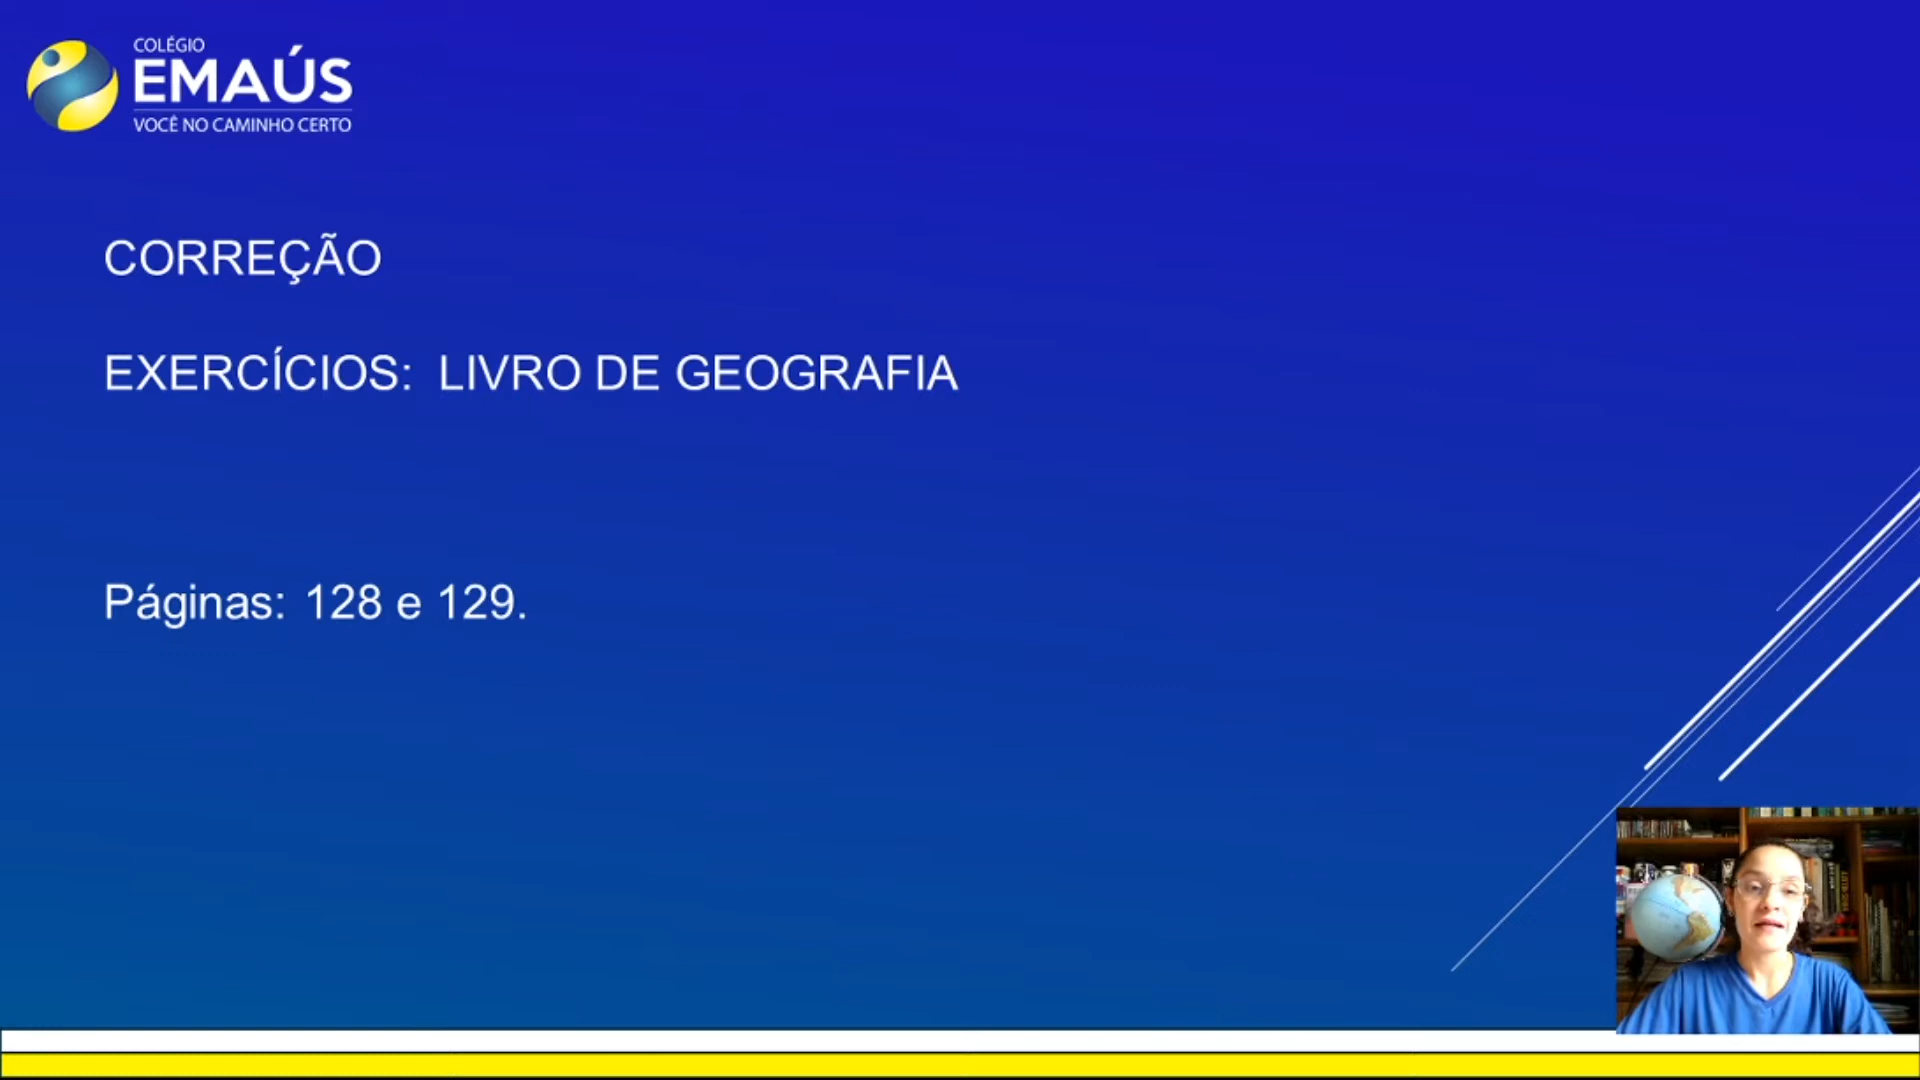 COLÉGIO
EMAÚS
VOCÊ NO CAMINHO CERTO
CORREÇÃO
EXERCÍCIOS: LIVRO DE GEOGRAFIA
Páginas: 128 e 129.